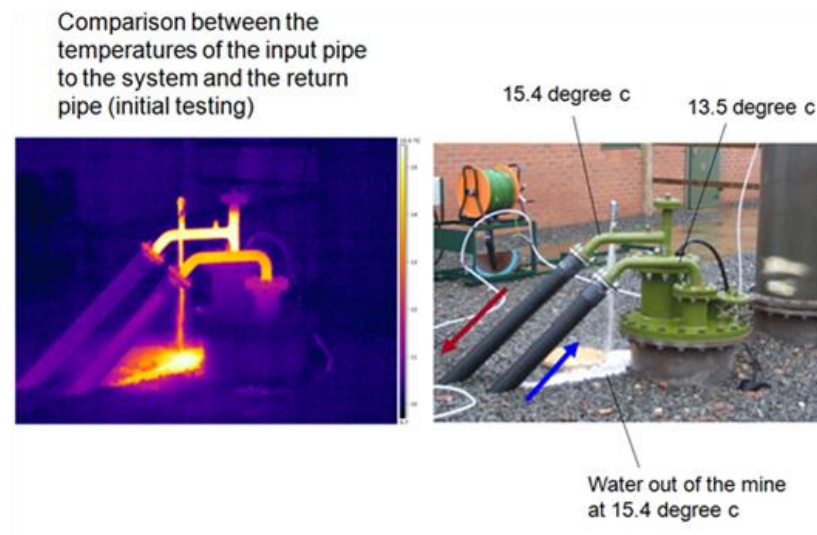 Comparison between the
temperatures of the input pipe
to the system and the return
pipe (initial testing)
15.4 degree c
13.5 degree c
Water out of the mine
at 15.4 degree c